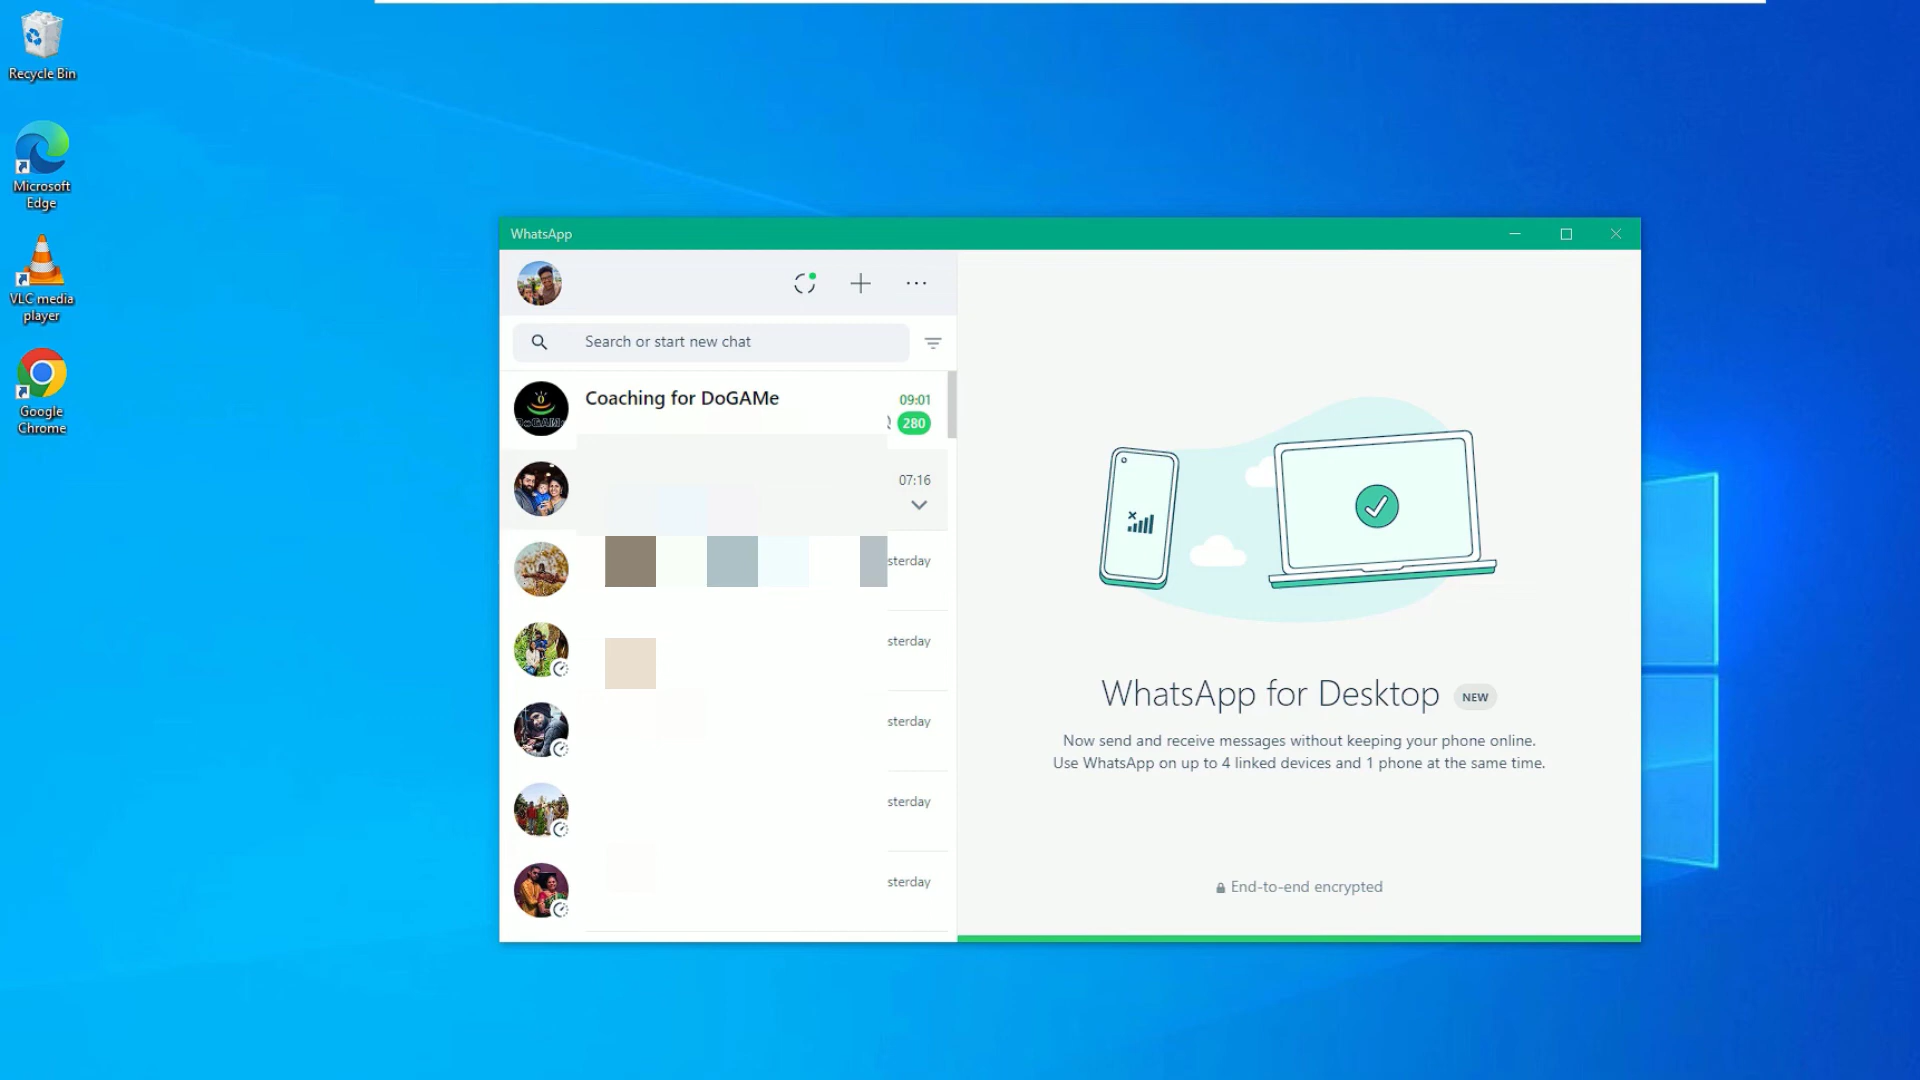 Recycle Bin
Microsoft
Edge
VLC media
player
Google
Chrome
WhatsApp
Search or start new chat
Coaching for DoGAMe
09:01
280
07:16
sterday
sterday
sterday
sterday
sterday
WhatsApp for Desktop NEW
Now send and receive messages without keeping your phone online.
Use WhatsApp on up to 4 linked devices and 1 phone at the same time.
End-to-end encrypted